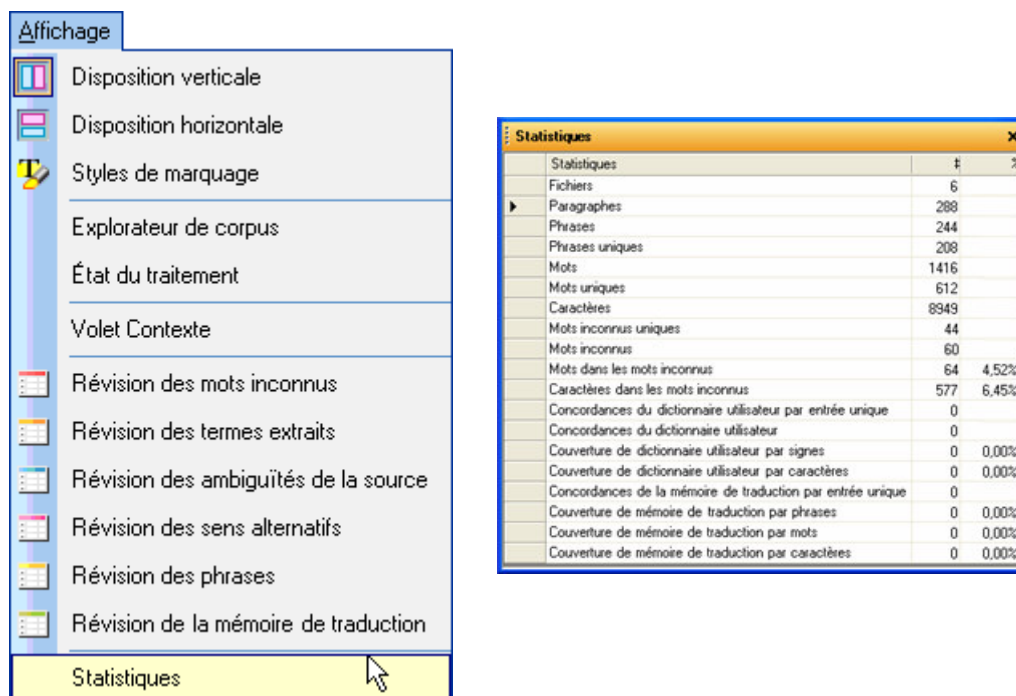 Affichage
Disposition verticale
Disposition horizontale
Styles de marquage
Explorateur de corpus
État du traitement
Volet Contexte
Révision des mots inconnus
Révision des termes extraits
Révision des ambiguïtés de la source
Révision des sens alternatifs
Révision des phrases
Révision de la mémoire de traduction
Statistiques
Statistiques
Statistiques ‡ %
Fichiers 6
Paragraphes 288
Phrases 244
Phrases uniques 208
Mots 1416
Mots uniques 612
Caractères 8949
Mots inconnus uniques 44
Mots inconnus 60
Mots dans les mots inconnus 64 4,52%
Caractères dans les mots inconnus 577 6,45%
Concordances du dictionnaire utilisateur par entrée unique 0
Concordances du dictionnaire utilisateur 0
Couverture de dictionnaire utilisateur par signes 0 0,00%
Couverture de dictionnaire utilisateur par caractères 0 0,00%
Concordances de la mémoire de traduction par entrée unique 0
Couverture de mémoire de traduction par phrases 0 0,00%
Couverture de mémoire de traduction par mots 0 0,00%
Couverture de mémoire de traduction par caractères 0 0,00%